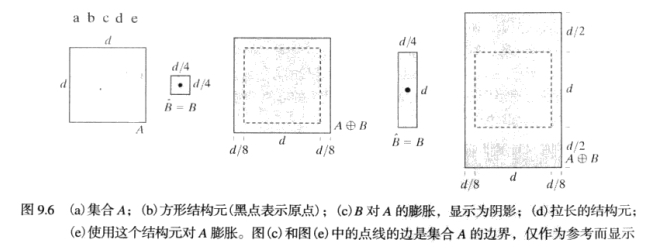 a b c d e
d
d
A
d/4
d/4
B̂ = B
d
d/8
d/8
A ⊕ B
d/4
d
B̂ = B
d/2
d
d/2
A ⊕ B
d/8
d
d/8
图 9.6 (a)集合 A；(b)方形结构元(黑点表示原点)；(c)B 对 A 的膨胀，显示为阴影；(d)拉长的结构元；
(e)使用这个结构元对 A 膨胀。图(c)和图(e)中的点线的边是集合 A 的边界，仅作为参考而显示